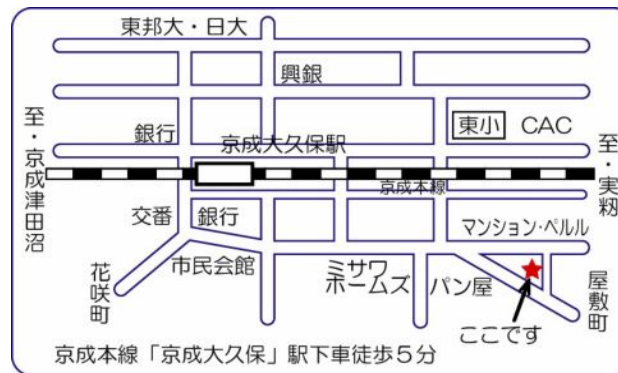 東邦大・日大
興銀
至・京成津田沼
銀行
京成大久保駅
東小
CAC
至・実籾
京成本線
交番
銀行
マンション・ペルル
花咲町
市民会館
ミサワ
ホームズ
パン屋
屋敷町
ここです
京成本線「京成大久保」駅下車徒歩5分